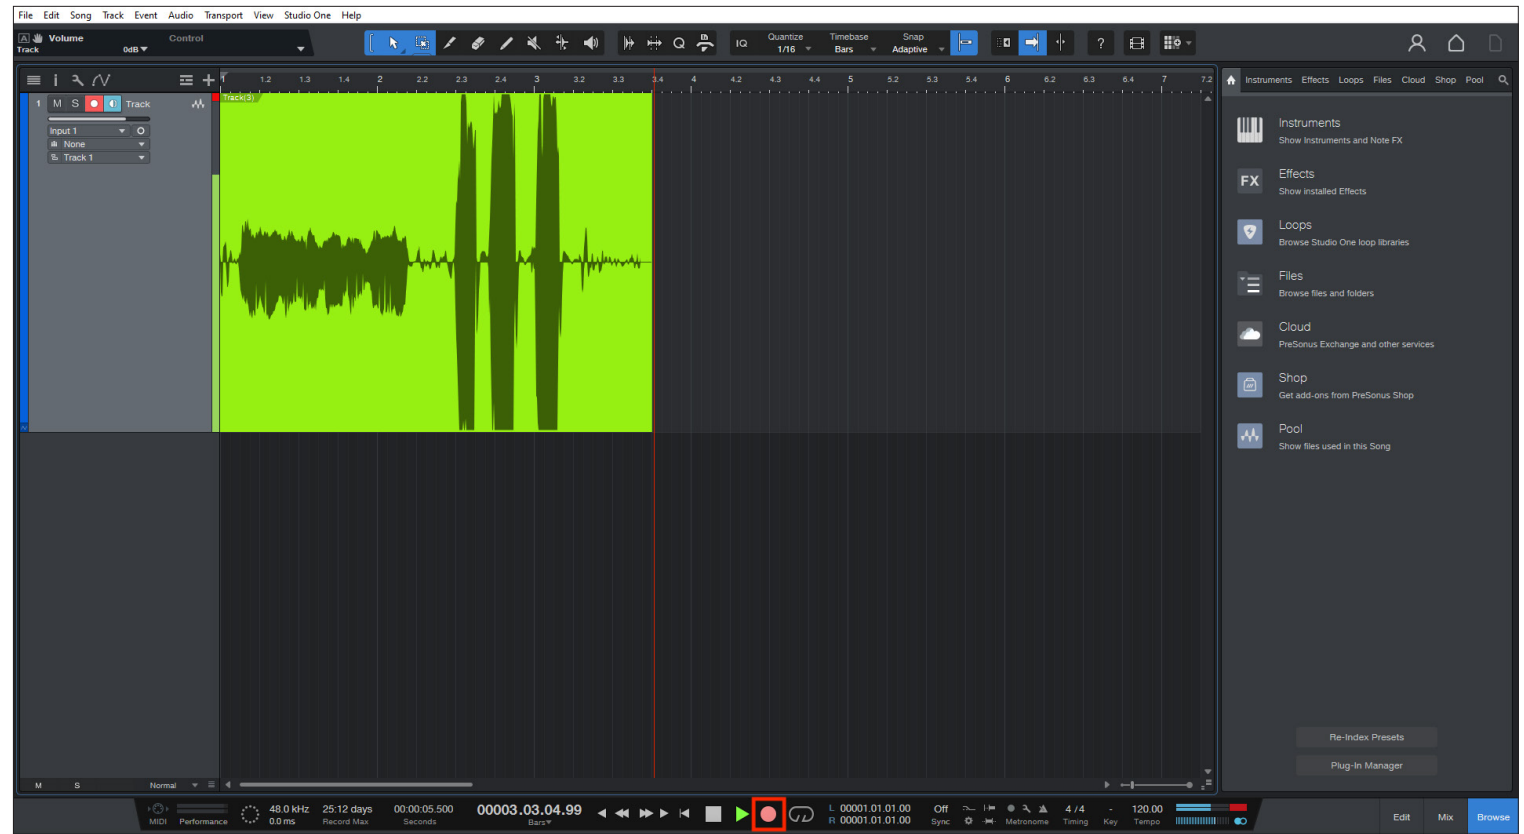 File Edit Song Track Event Audio Transport View Studio One Help
A Volume Control
Track 0dB
IQ Quantize Timebase Snap ?
1/16 Bars Adaptive
1 1.2 1.3 1.4 2 2.2 2.3 2.4 3 3.2 3.3 3.4 4 4.2 4.3 4.4 5 5.2 5.3 5.4 6 6.2 6.3 6.4 7 7.2
Instruments Effects Loops Files Cloud Shop Pool
1 M S Track
Track(3)
Input 1
None
Track 1
Instruments
Show Instruments and Note FX
FX
Effects
Show installed Effects
Loops
Browse Studio One loop libraries
Files
Browse files and folders
Cloud
PreSonus Exchange and other services
Shop
Get add-ons from PreSonus Shop
Pool
Show files used in this Song
Re-Index Presets
Plug-In Manager
M S Normal
48.0 kHz 25:12 days 00:00:05.500 00003.03.04.99 L 00001.01.01.00 Off 4 / 4 - 120.00
MIDI Performance 0.0 ms Record Max Seconds Bars R 00001.01.01.00 Sync Metronome Timing Key Tempo
Edit Mix Browse